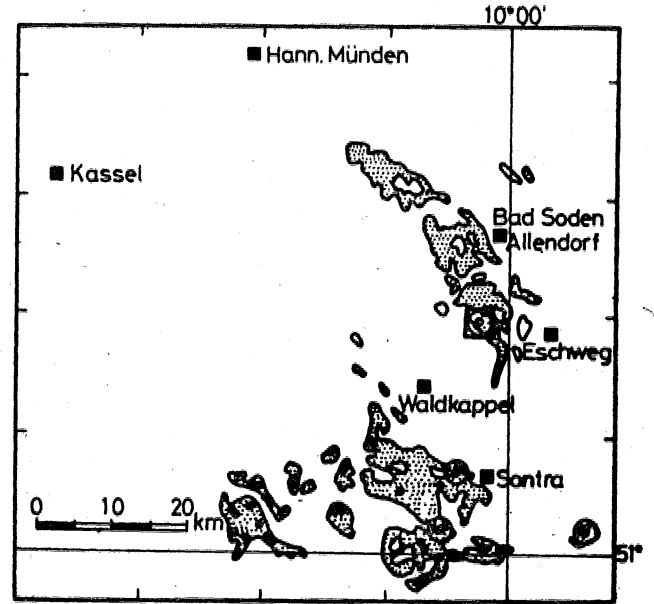 10°00'
Hann. Münden
Kassel
Bad Soden
Allendorf
Eschweg
Waldkappel
Sontra
0 10 20 km
51°